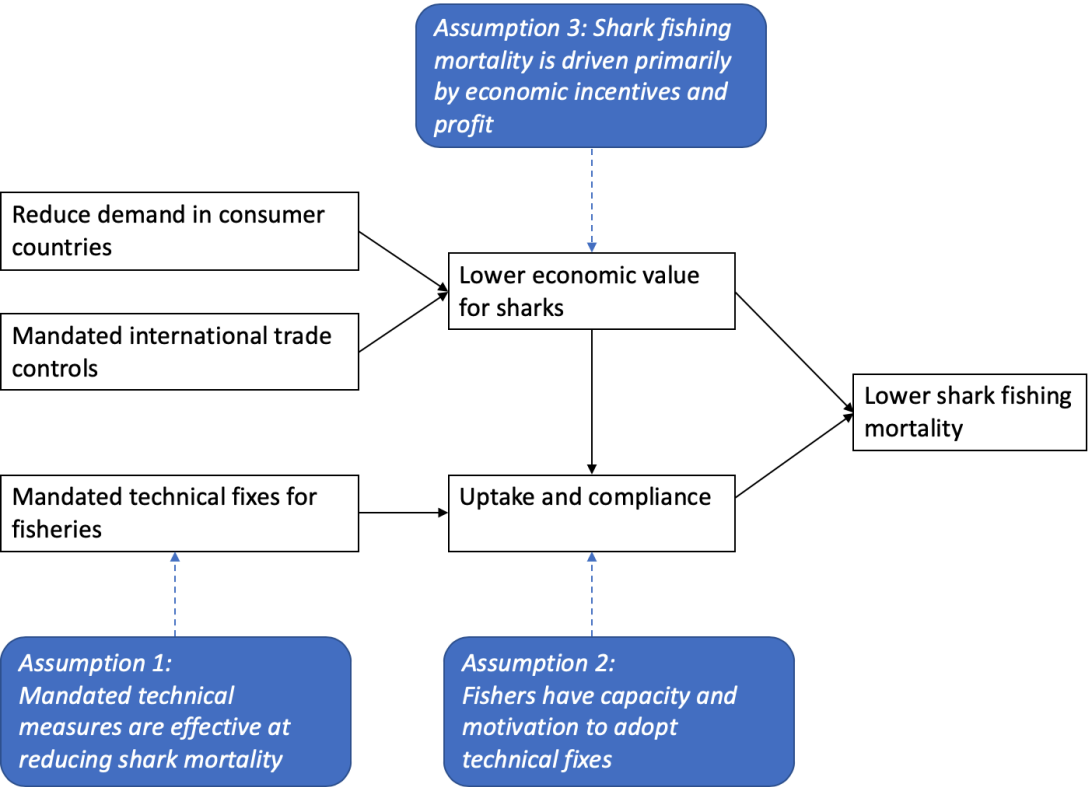 Assumption 3: Shark fishing
mortality is driven primarily
by economic incentives and
profit
Reduce demand in consumer
countries
Lower economic value
for sharks
Mandated international trade
controls
Lower shark fishing
mortality
Mandated technical fixes for
fisheries
Uptake and compliance
Assumption 1:
Mandated technical
measures are effective at
reducing shark mortality
Assumption 2:
Fishers have capacity and
motivation to adopt
technical fixes